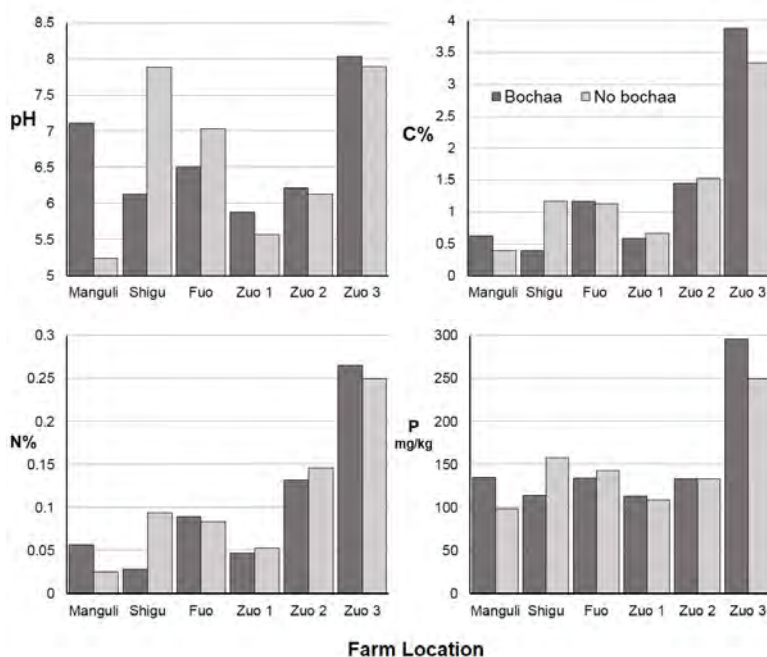 8.5
8
7.5
7
pH
6.5
6
5.5
5
Manguli Shigu Fuo Zuo 1 Zuo 2 Zuo 3
4
3.5
3
Bochaa No bochaa
2.5
C%
2
1.5
1
0.5
0
Manguli Shigu Fuo Zuo 1 Zuo 2 Zuo 3
0.3
0.25
0.2
N%
0.15
0.1
0.05
0
Manguli Shigu Fuo Zuo 1 Zuo 2 Zuo 3
300
250
200
P
mg/kg
150
100
50
0
Manguli Shigu Fuo Zuo 1 Zuo 2 Zuo 3
Farm Location